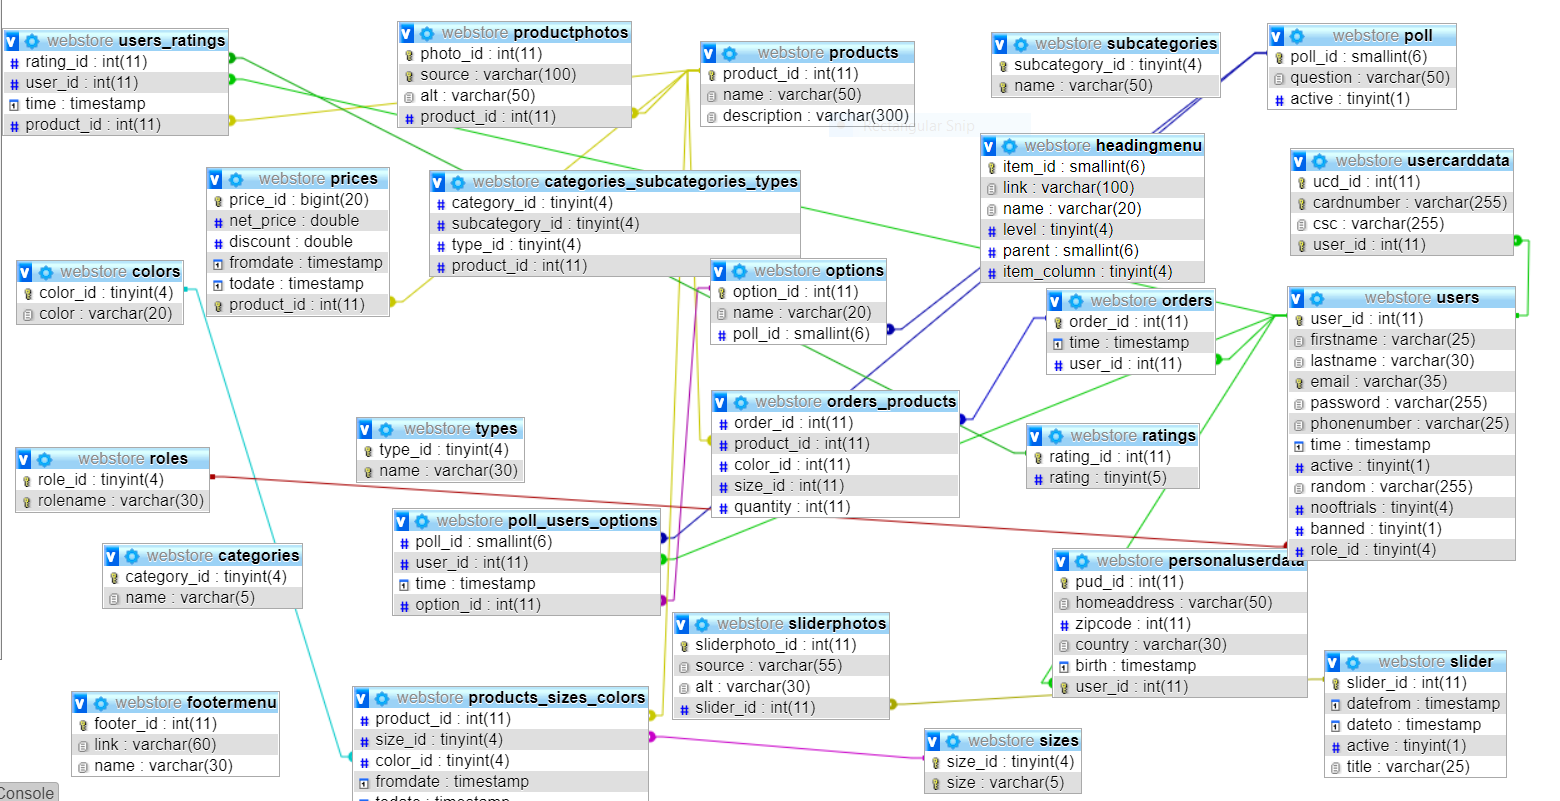 webstore users_ratings
rating_id : int(11)
user_id : int(11)
time : timestamp
product_id : int(11)
webstore productphotos
photo_id : int(11)
source : varchar(100)
alt : varchar(50)
product_id : int(11)
webstore products
product_id : int(11)
name : varchar(50)
description : varchar(300)
Rectangular Snip
webstore subcategories
subcategory_id : tinyint(4)
name : varchar(50)
webstore poll
poll_id : smallint(6)
question : varchar(50)
active : tinyint(1)
webstore prices
price_id : bigint(20)
net_price : double
discount : double
fromdate : timestamp
todate : timestamp
product_id : int(11)
webstore categories_subcategories_types
category_id : tinyint(4)
subcategory_id : tinyint(4)
type_id : tinyint(4)
product_id : int(11)
webstore headingmenu
item_id : smallint(6)
link : varchar(100)
name : varchar(20)
level : tinyint(4)
parent : smallint(6)
item_column : tinyint(4)
webstore usercarddata
ucd_id : int(11)
cardnumber : varchar(255)
csc : varchar(255)
user_id : int(11)
webstore colors
color_id : tinyint(4)
color : varchar(20)
webstore options
option_id : int(11)
name : varchar(20)
poll_id : smallint(6)
webstore orders
order_id : int(11)
time : timestamp
user_id : int(11)
webstore users
user_id : int(11)
firstname : varchar(25)
lastname : varchar(30)
email : varchar(35)
password : varchar(255)
phonenumber : varchar(25)
time : timestamp
active : tinyint(1)
random : varchar(255)
nooftrials : tinyint(4)
banned : tinyint(1)
role_id : tinyint(4)
webstore orders_products
order_id : int(11)
product_id : int(11)
color_id : int(11)
size_id : int(11)
quantity : int(11)
webstore types
type_id : tinyint(4)
name : varchar(30)
webstore ratings
rating_id : int(11)
rating : tinyint(5)
webstore roles
role_id : tinyint(4)
rolename : varchar(30)
webstore poll_users_options
poll_id : smallint(6)
user_id : int(11)
time : timestamp
option_id : int(11)
webstore categories
category_id : tinyint(4)
name : varchar(5)
webstore personaluserdata
pud_id : int(11)
homeaddress : varchar(50)
zipcode : int(11)
country : varchar(30)
birth : timestamp
user_id : int(11)
webstore sliderphotos
sliderphoto_id : int(11)
source : varchar(55)
alt : varchar(30)
slider_id : int(11)
webstore slider
slider_id : int(11)
datefrom : timestamp
dateto : timestamp
active : tinyint(1)
title : varchar(25)
webstore footermenu
footer_id : int(11)
link : varchar(60)
name : varchar(30)
webstore products_sizes_colors
product_id : int(11)
size_id : tinyint(4)
color_id : tinyint(4)
fromdate : timestamp
todate : timestamp
webstore sizes
size_id : tinyint(4)
size : varchar(5)
Console